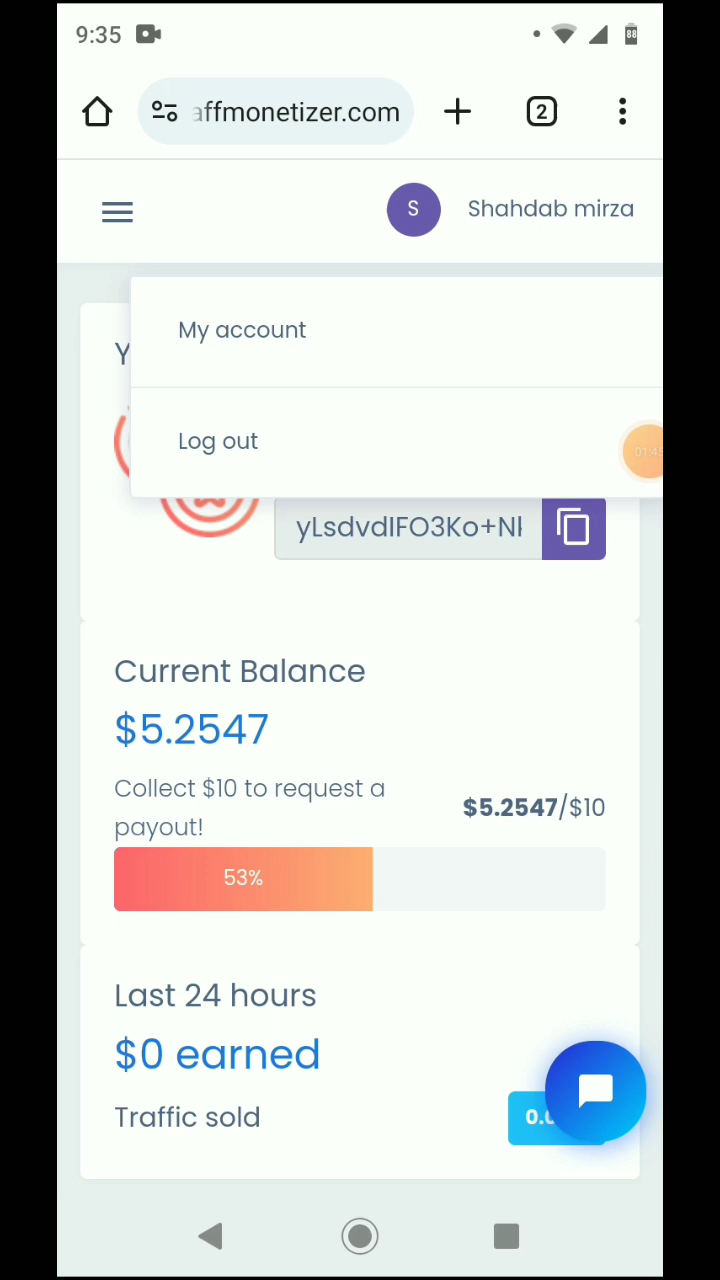 9:35
88
affmonetizer.com
2
S
Shahdab mirza
My account
Log out
Y
yLsdvdIFO3Ko+N
Current Balance
$5.2547
Collect $10 to request a
payout!
$5.2547/$10
53%
Last 24 hours
$0 earned
Traffic sold